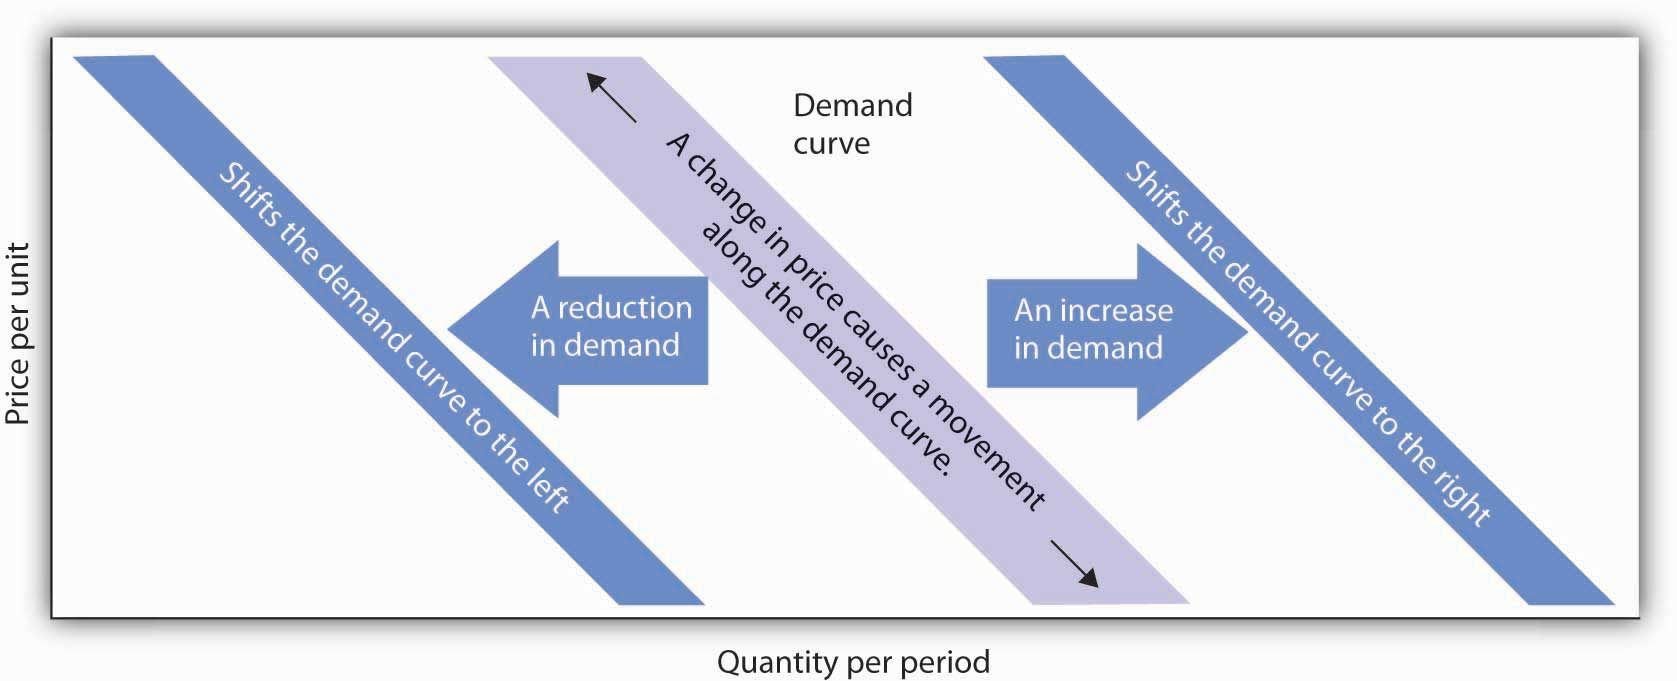 Price per unit
Shifts the demand curve to the left
A reduction
in demand
A change in price causes a movement
along the demand curve.
Demand
curve
An increase
in demand
Shifts the demand curve to the right
Quantity per period